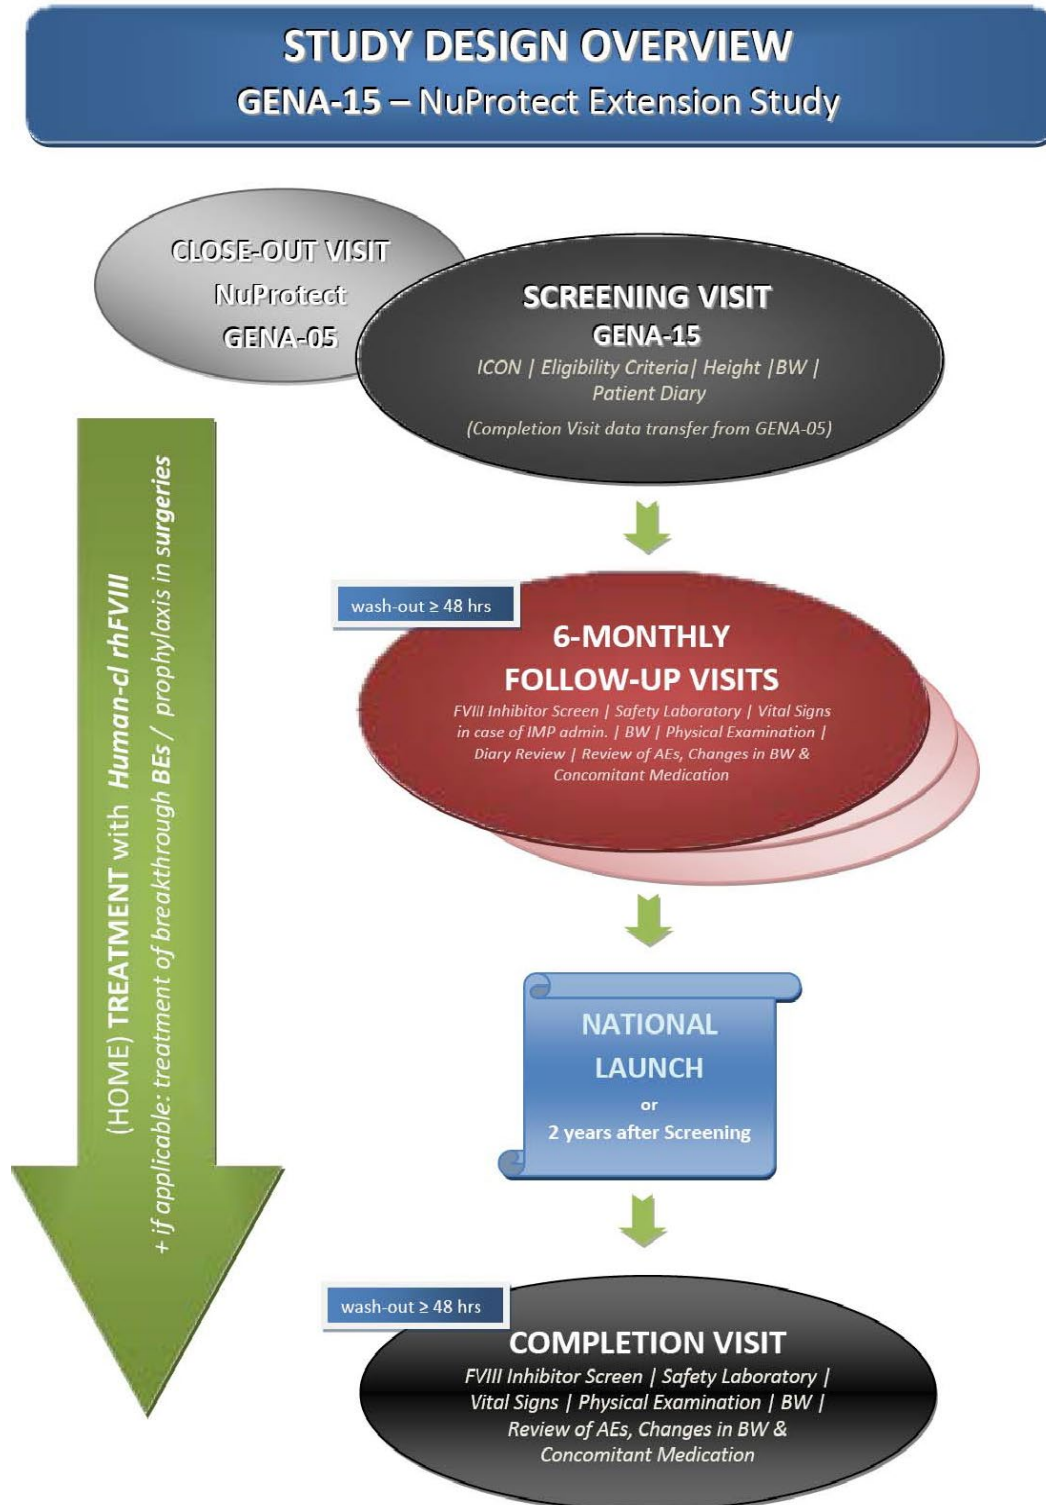 STUDY DESIGN OVERVIEW
GENA-15 – NuProtect Extension Study
CLOSE-OUT VISIT
NuProtect
GENA-05
SCREENING VISIT
GENA-15
ICON | Eligibility Criteria| Height |BW |
Patient Diary
(Completion Visit data transfer from GENA-05)
(HOME) TREATMENT with Human-cl rhFVIII
+ if applicable: treatment of breakthrough BEs / prophylaxis in surgeries
wash-out ≥ 48 hrs
6-MONTHLY
FOLLOW-UP VISITS
FVIII Inhibitor Screen | Safety Laboratory | Vital Signs
in case of IMP admin. | BW | Physical Examination |
Diary Review | Review of AEs, Changes in BW &
Concomitant Medication
NATIONAL
LAUNCH
or
2 years after Screening
wash-out ≥ 48 hrs
COMPLETION VISIT
FVIII Inhibitor Screen | Safety Laboratory |
Vital Signs | Physical Examination | BW |
Review of AEs, Changes in BW &
Concomitant Medication